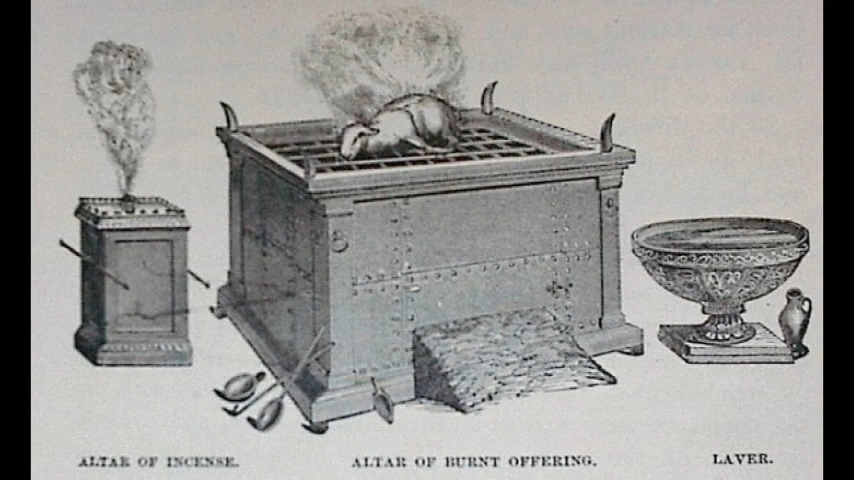 ALTAR OF INCENSE.
ALTAR OF BURNT OFFERING.
LAVER.